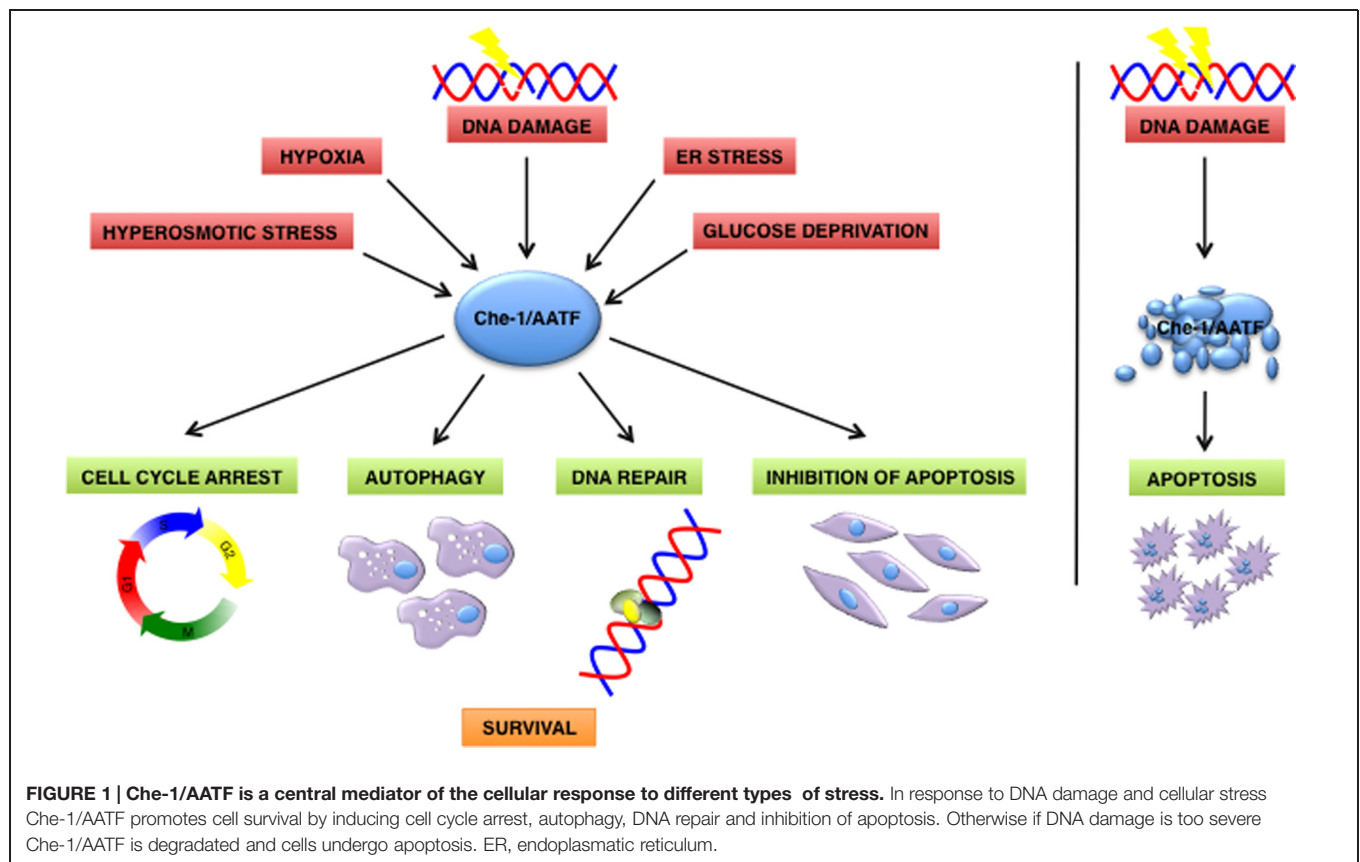 DNA DAMAGE
DNA DAMAGE
HYPOXIA
ER STRESS
HYPEROSMOTIC STRESS
GLUCOSE DEPRIVATION
Che-1/AATF
Che-1/AATF
CELL CYCLE ARREST
AUTOPHAGY
DNA REPAIR
INHIBITION OF APOPTOSIS
APOPTOSIS
S
G2
G1
M
SURVIVAL
FIGURE 1 | Che-1/AATF is a central mediator of the cellular response to different types of stress. In response to DNA damage and cellular stress
Che-1/AATF promotes cell survival by inducing cell cycle arrest, autophagy, DNA repair and inhibition of apoptosis. Otherwise if DNA damage is too severe
Che-1/AATF is degraded and cells undergo apoptosis. ER, endoplasmatic reticulum.